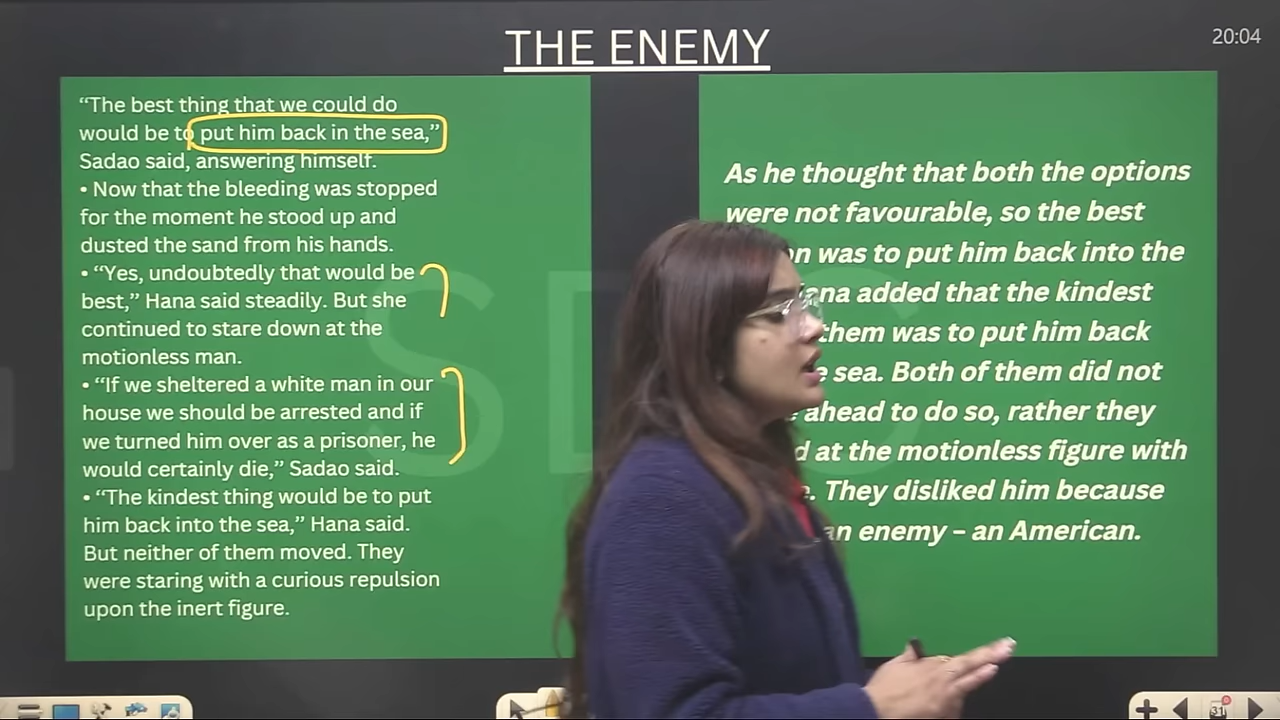 THE ENEMY
20:04
“The best thing that we could do
would be to put him back in the sea,”
Sadao said, answering himself.
• Now that the bleeding was stopped
for the moment he stood up and
dusted the sand from his hands.
• “Yes, undoubtedly that would be
best,” Hana said steadily. But she
continued to stare down at the
motionless man.
• “If we sheltered a white man in our
house we should be arrested and if
we turned him over as a prisoner, he
would certainly die,” Sadao said.
• “The kindest thing would be to put
him back into the sea,” Hana said.
But neither of them moved. They
were staring with a curious repulsion
upon the inert figure.
As he thought that both the options
were not favourable, so the best
was to put him back into the
added that the kindest
them was to put him back
sea. Both of them did not
ahead to do so, rather they
at the motionless figure with
They disliked him because
an enemy – an American.
31